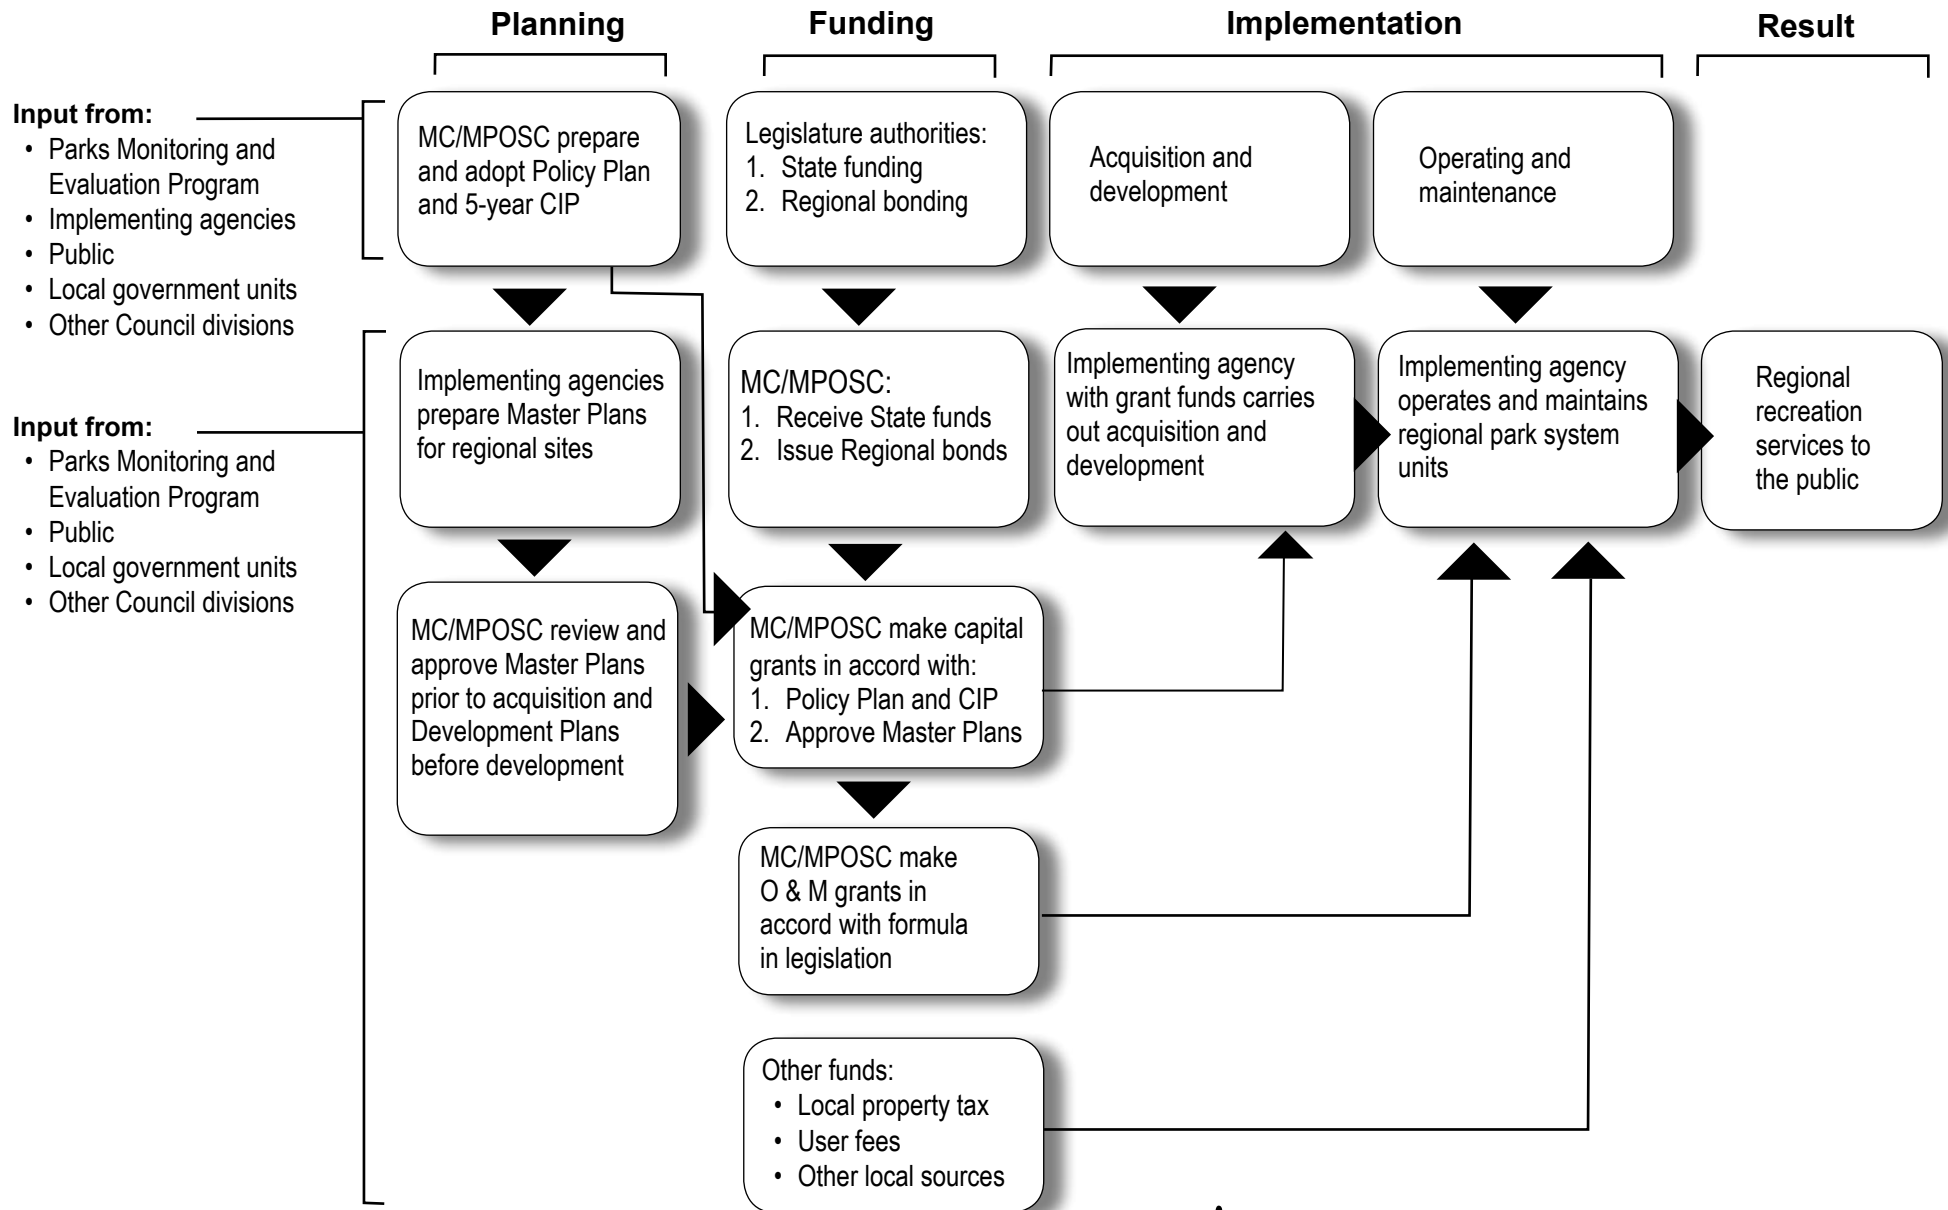 Planning
Funding
Implementation
Result
Input from:
• Parks Monitoring and
Evaluation Program
• Implementing agencies
• Public
• Local government units
• Other Council divisions
Input from:
• Parks Monitoring and
Evaluation Program
• Public
• Local government units
• Other Council divisions
MC/MPOSC prepare
and adopt Policy Plan
and 5-year CIP
Implementing agencies
prepare Master Plans
for regional sites
MC/MPOSC review and
approve Master Plans
prior to acquisition and
Development Plans
before development
Legislature authorities:
1. State funding
2. Regional bonding
MC/MPOSC:
1. Receive State funds
2. Issue Regional bonds
MC/MPOSC make capital
grants in accord with:
1. Policy Plan and CIP
2. Approve Master Plans
MC/MPOSC make
O & M grants in
accord with formula
in legislation
Other funds:
• Local property tax
• User fees
• Other local sources
Acquisition and
development
Implementing agency
with grant funds carries
out acquisition and
development
Operating and
maintenance
Implementing agency
operates and maintains
regional park system
units
Regional
recreation
services to
the public